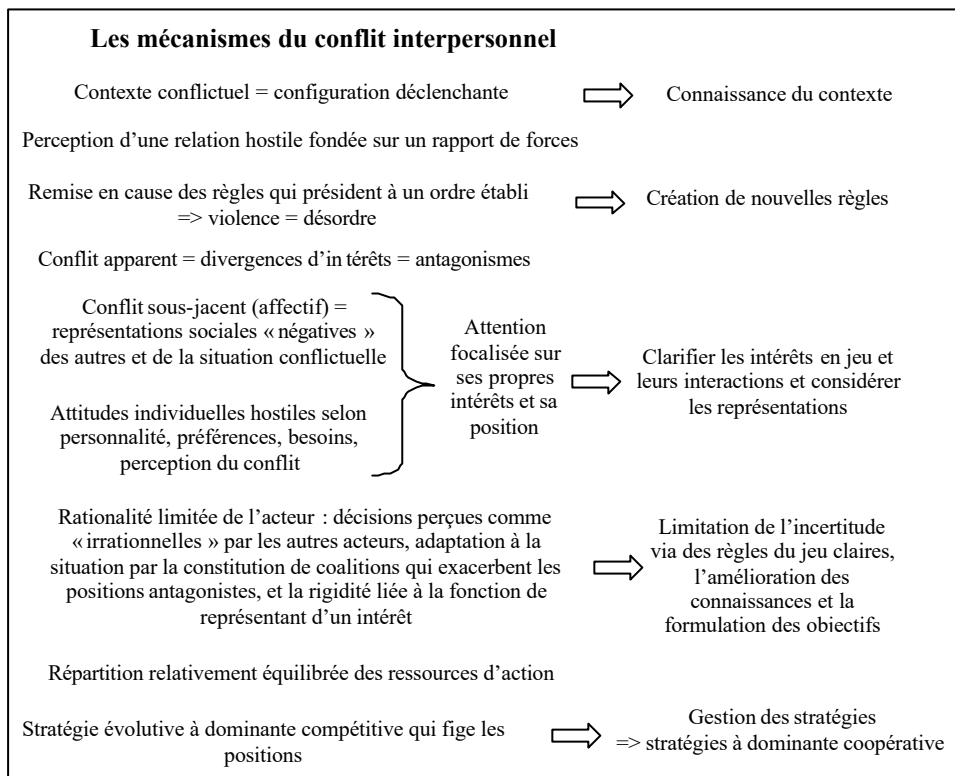 Les mécanismes du conflit interpersonnel
Contexte conflictuel = configuration déclenchante
Connaissance du contexte
Perception d’une relation hostile fondée sur un rapport de forces
Remise en cause des règles qui président à un ordre établi
=> violence = désordre
Création de nouvelles règles
Conflit apparent = divergences d’in térêts = antagonismes
Conflit sous-jacent (affectif) =
représentations sociales « négatives »
des autres et de la situation conflictuelle
Attitudes individuelles hostiles selon
personnalité, préférences, besoins,
perception du conflit
Attention
focalisée sur
ses propres
intérêts et sa
position
Clarifier les intérêts en jeu et
leurs interactions et considérer
les représentations
Rationalité limitée de l’acteur : décisions perçues comme
« irrationnelles » par les autres acteurs, adaptation à la
situation par la constitution de coalitions qui exacerbent les
positions antagonistes, et la rigidité liée à la fonction de
représentant d’un intérêt
Limitation de l’incertitude
via des règles du jeu claires,
l’amélioration des
connaissances et la
formulation des objectifs
Répartition relativement équilibrée des ressources d’action
Stratégie évolutive à dominante compétitive qui fige les
positions
Gestion des stratégies
=> stratégies à dominante coopérative